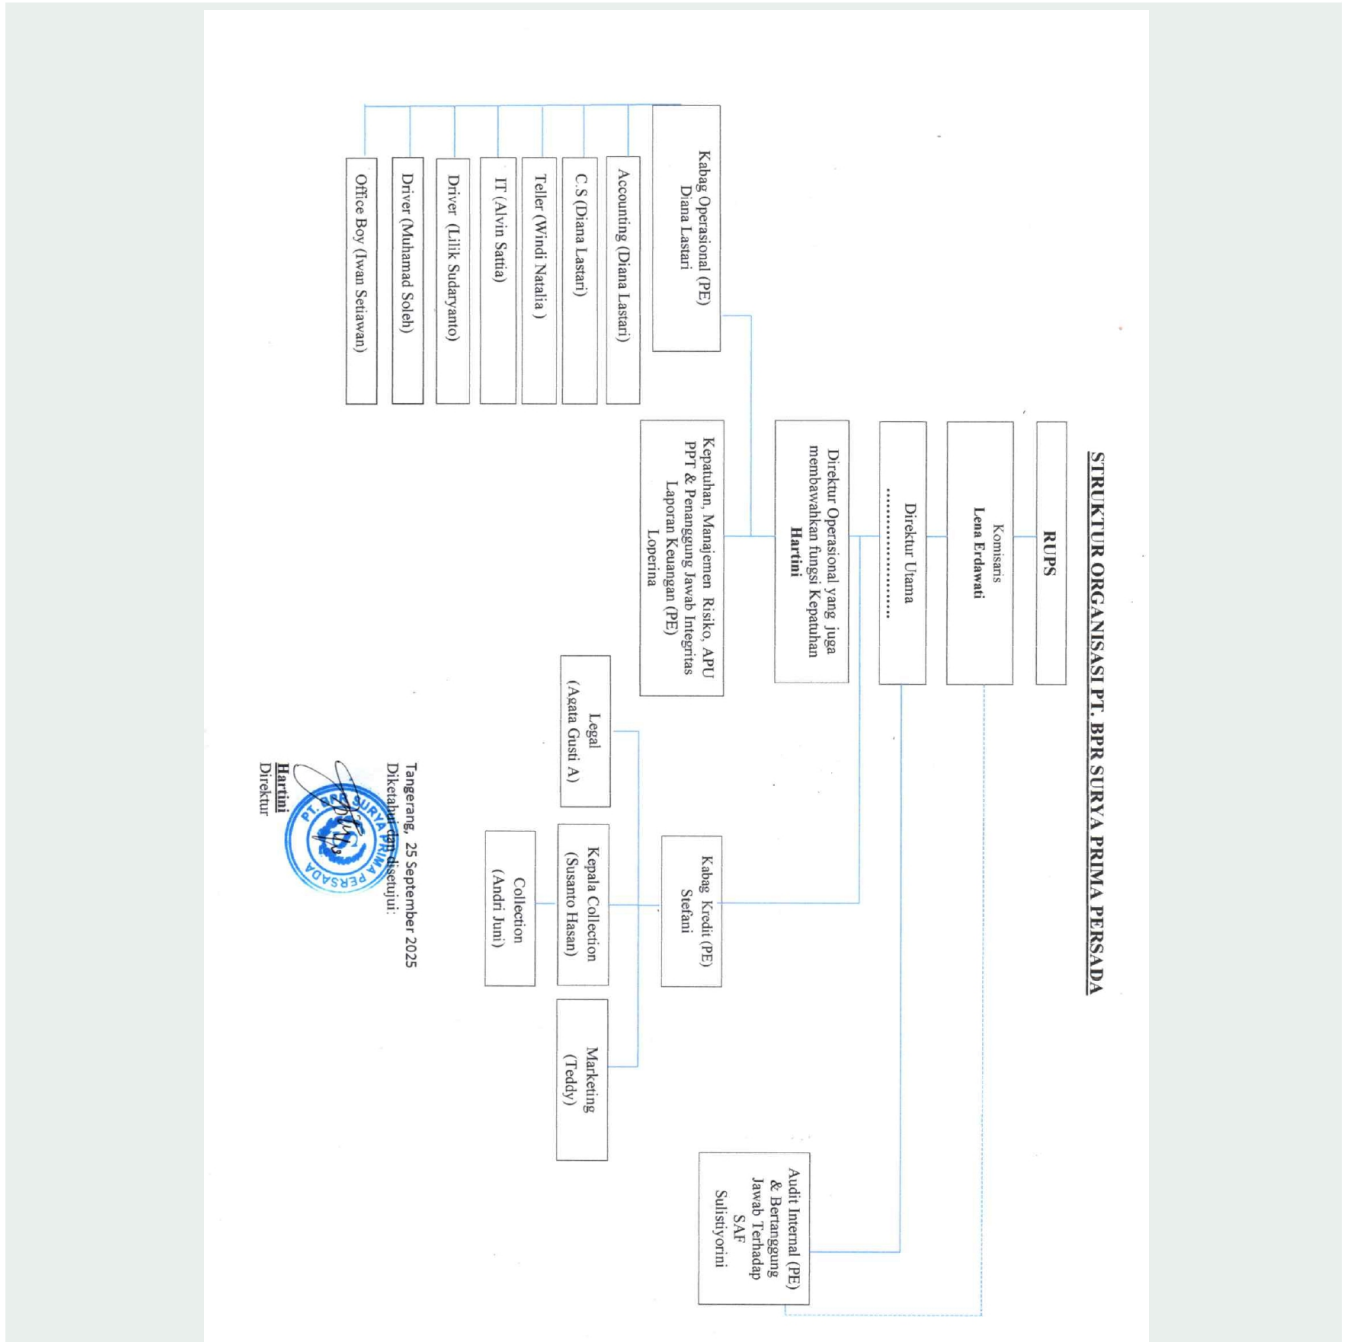 STRUKTUR ORGANISASI PT. BPR SURYA PRIMA PERSADA
RUPS
Komisaris
Lena Erdawati
Direktur Utama
........................
Direktur Operasional yang juga
membawahkan fungsi Kepatuhan
Hartini
Kabag Operasional (PE)
Diana Lastari
Kepatuhan, Manajemen Risiko, APU
PPT & Penanggung Jawab Integritas
Laporan Keuangan (PE)
Loperina
Kabag Kredit (PE)
Stefani
Audit Internal (PE)
& Bertanggung
Jawab Terhadap
SAF
Sulistiyorini
Accounting (Diana Lastari)
C.S (Diana Lastari)
Teller (Windi Natalia )
IT (Alvin Sattia)
Driver (Lilik Sudaryanto)
Driver (Muhamad Soleh)
Office Boy (Iwan Setiawan)
Legal
(Agata Gusti A)
Kepala Collection
(Susanto Hasan)
Marketing
(Teddy)
Collection
(Andri Juni)
Tangerang, 25 September 2025
Diketahui dan disetujui:
PT. BPR SURYA PRIMA PERSADA
Hartini
Direktur